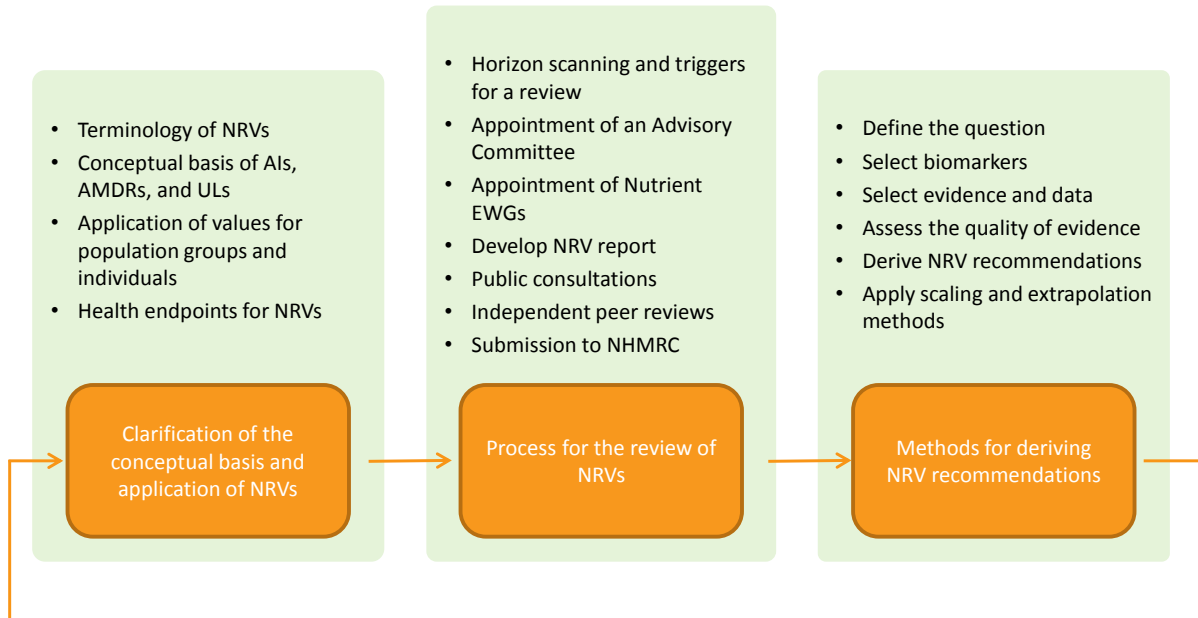 • Terminology of NRVs
• Conceptual basis of AIs,
AMDRs, and ULs
• Application of values for
population groups and
individuals
• Health endpoints for NRVs
Clarification of the
conceptual basis and
application of NRVs
• Horizon scanning and triggers
for a review
• Appointment of an Advisory
Committee
• Appointment of Nutrient
EWGs
• Develop NRV report
• Public consultations
• Independent peer reviews
• Submission to NHMRC
Process for the review of
NRVs
• Define the question
• Select biomarkers
• Select evidence and data
• Assess the quality of evidence
• Derive NRV recommendations
• Apply scaling and extrapolation
methods
Methods for deriving
NRV recommendations